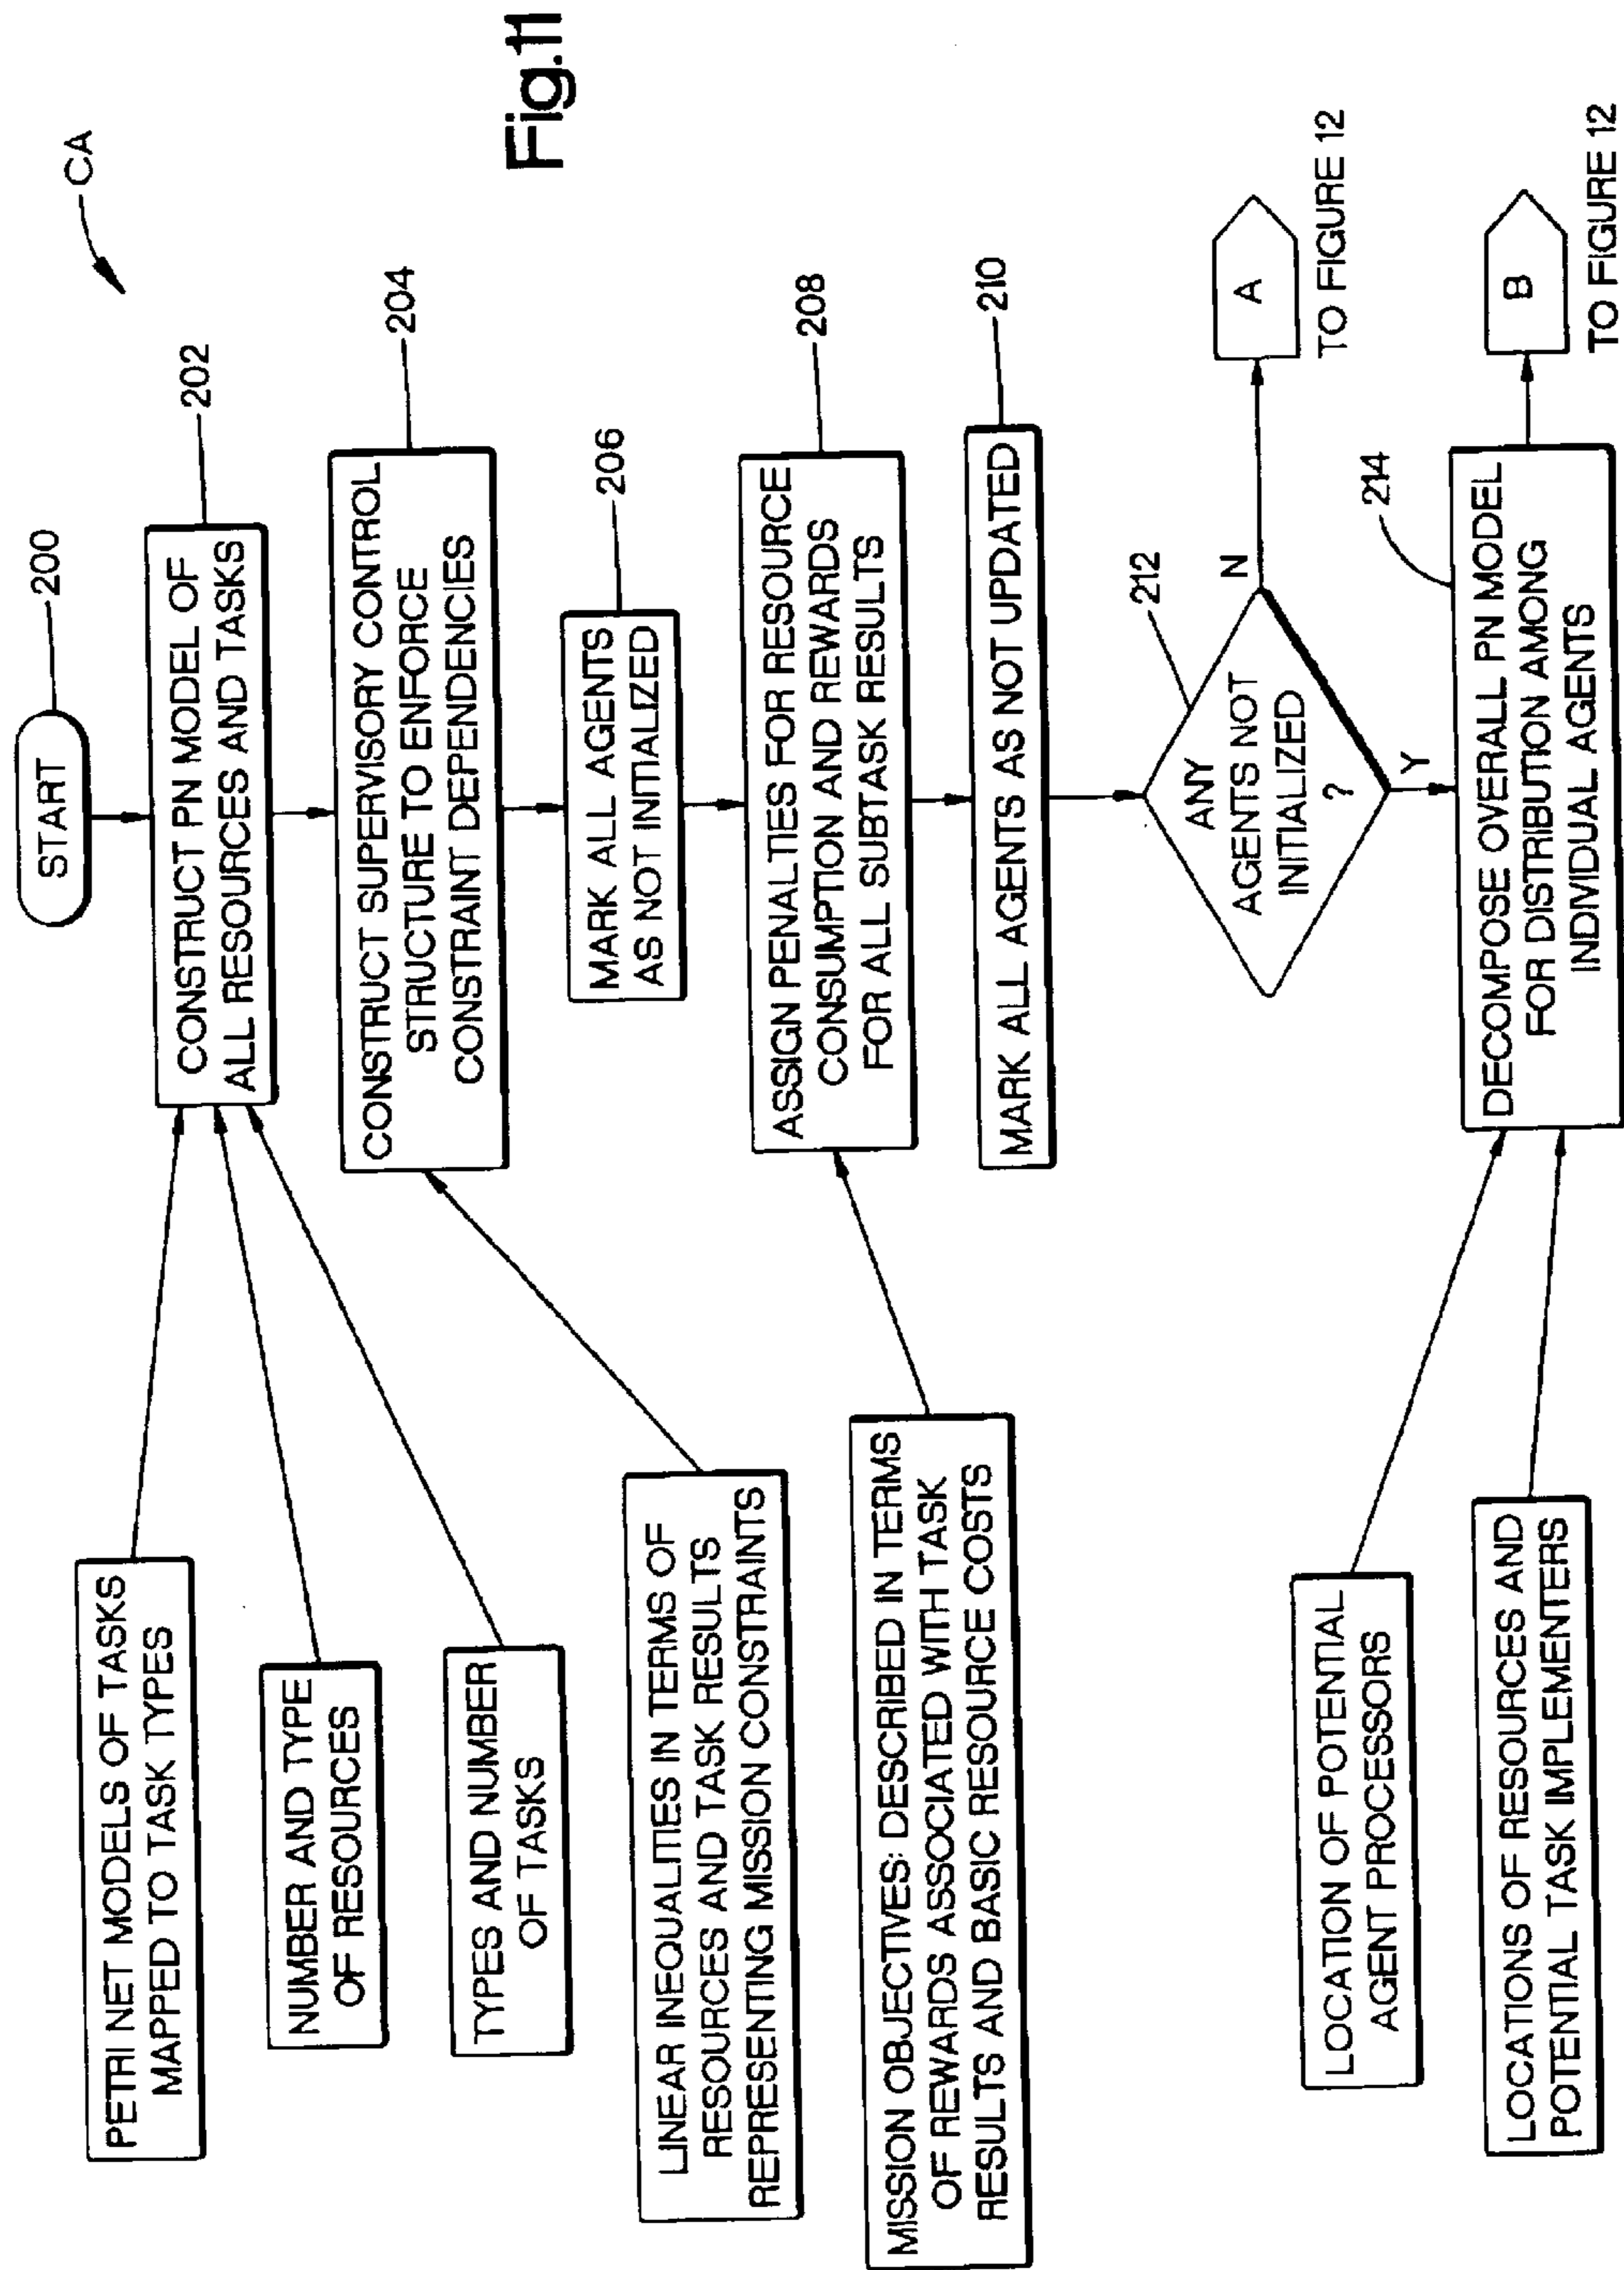 Fig.11
CA
START
200
PETRI NET MODELS OF TASKS
MAPPED TO TASK TYPES
NUMBER AND TYPE
OF RESOURCES
TYPES AND NUMBER
OF TASKS
CONSTRUCT PN MODEL OF
ALL RESOURCES AND TASKS
202
LINEAR INEQUALITIES IN TERMS OF
RESOURCES AND TASK RESULTS
REPRESENTING MISSION CONSTRAINTS
CONSTRUCT SUPERVISORY CONTROL
STRUCTURE TO ENFORCE
CONSTRAINT DEPENDENCIES
204
MARK ALL AGENTS
AS NOT INITIALIZED
206
MISSION OBJECTIVES: DESCRIBED IN TERMS
OF REWARDS ASSOCIATED WITH TASK
RESULTS AND BASIC RESOURCE COSTS
ASSIGN PENALTIES FOR RESOURCE
CONSUMPTION AND REWARDS
FOR ALL SUBTASK RESULTS
208
MARK ALL AGENTS AS NOT UPDATED
210
ANY
AGENTS NOT
INITIALIZED
?
212
N
A
TO FIGURE 12
Y
LOCATION OF POTENTIAL
AGENT PROCESSORS
LOCATIONS OF RESOURCES AND
POTENTIAL TASK IMPLEMENTERS
DECOMPOSE OVERALL PN MODEL
FOR DISTRIBUTION AMONG
INDIVIDUAL AGENTS
214
B
TO FIGURE 12